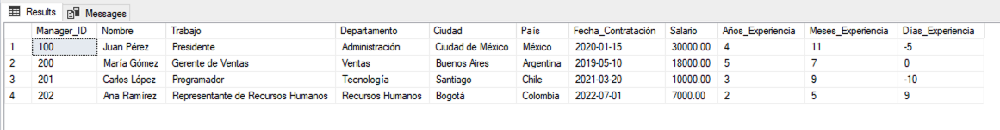 Results Messages
Manager_ID Nombre Trabajo Departamento Ciudad País Fecha_Contratación Salario Años_Experiencia Meses_Experiencia Días_Experiencia
1 100 Juan Pérez Presidente Administración Ciudad de México México 2020-01-15 30000.00 4 11 -5
2 200 María Gómez Gerente de Ventas Ventas Buenos Aires Argentina 2019-05-10 18000.00 5 7 0
3 201 Carlos López Programador Tecnología Santiago Chile 2021-03-20 10000.00 3 9 -10
4 202 Ana Ramírez Representante de Recursos Humanos Recursos Humanos Bogotá Colombia 2022-07-01 7000.00 2 5 9